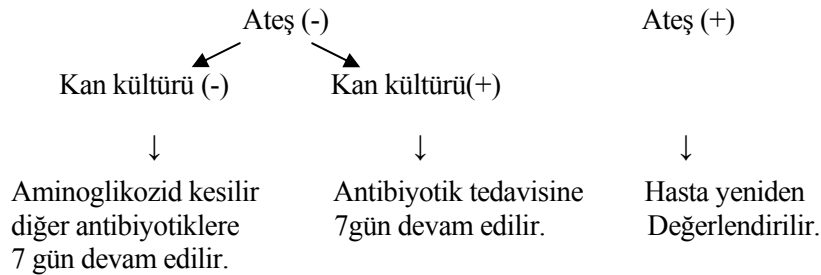 Ateş (-) Ateş (+)
Kan kültürü (-) Kan kültürü(+)
↓ ↓ ↓
Aminoglikozid kesilir Antibiyotik tedavisine Hasta yeniden
diğer antibiyotiklere 7gün devam edilir. Değerlendirilir.
7 gün devam edilir.